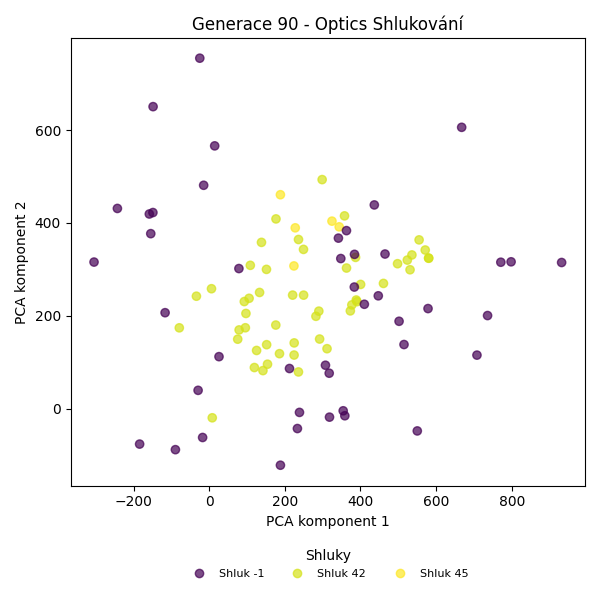 Generace 90 - Optics Shlukování
PCA komponent 2
600
400
200
0
−200 0 200 400 600 800
PCA komponent 1
Shluky
Shluk -1 Shluk 42 Shluk 45